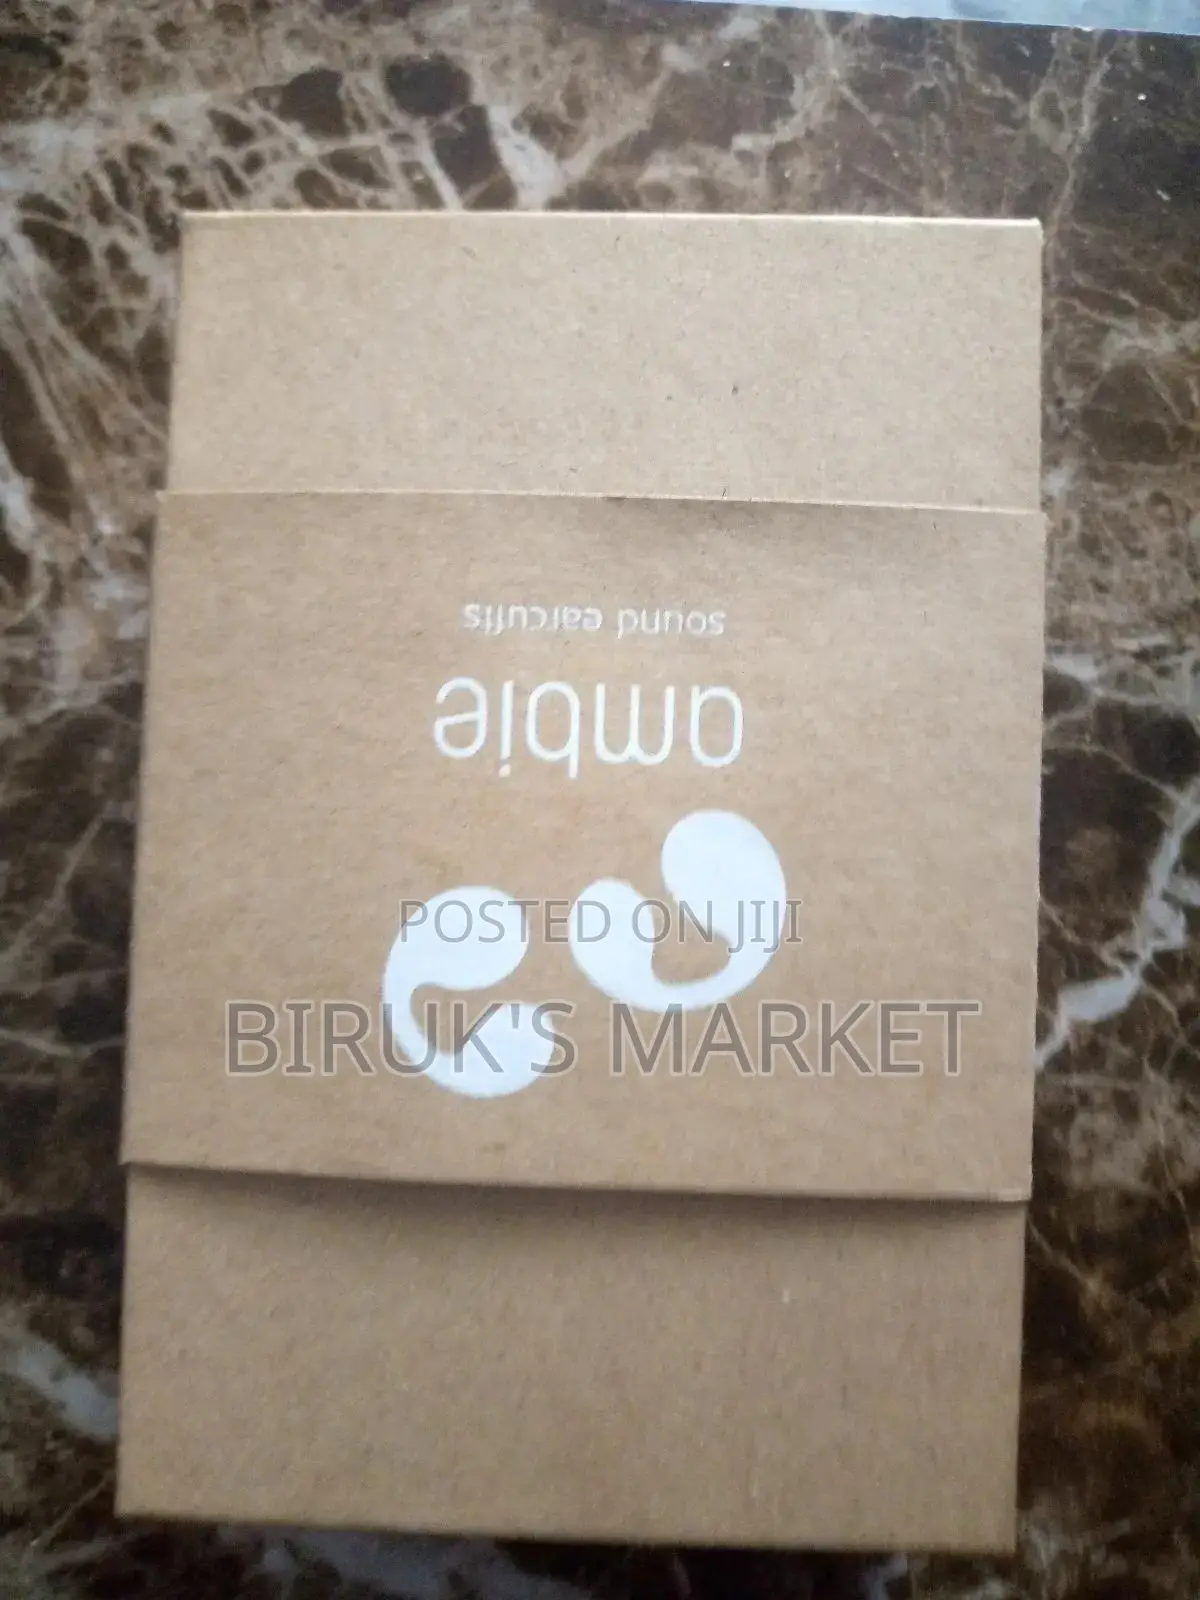 ambie
sound earcuffs
POSTED ON JIJI
BIRUK'S MARKET